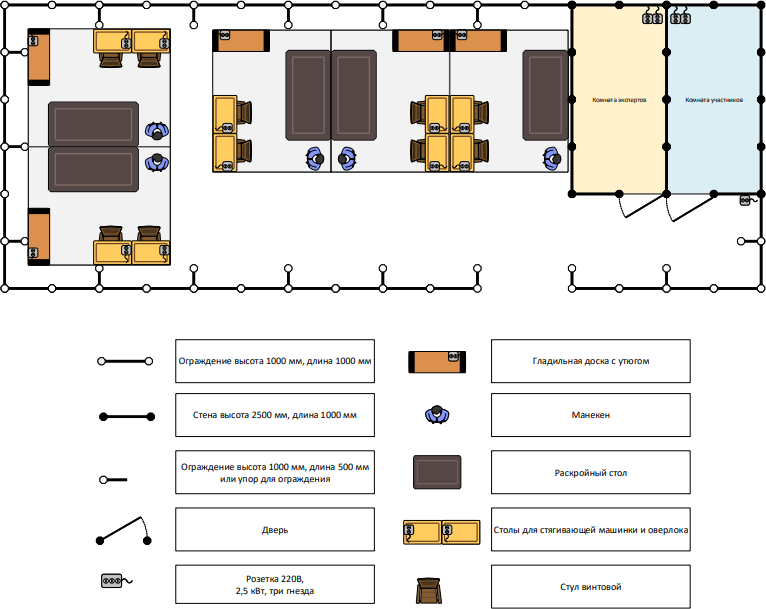 Комната экспертов
Комната участников
Ограждение высота 1000 мм, длина 1000 мм
Гладильная доска с утюгом
Стена высота 2500 мм, длина 1000 мм
Манекен
Ограждение высота 1000 мм, длина 500 мм
или упор для ограждения
Раскройный стол
Дверь
Столы для стягивающей машинки и оверлока
Розетка 220В,
2,5 кВт, три гнезда
Стул винтовой